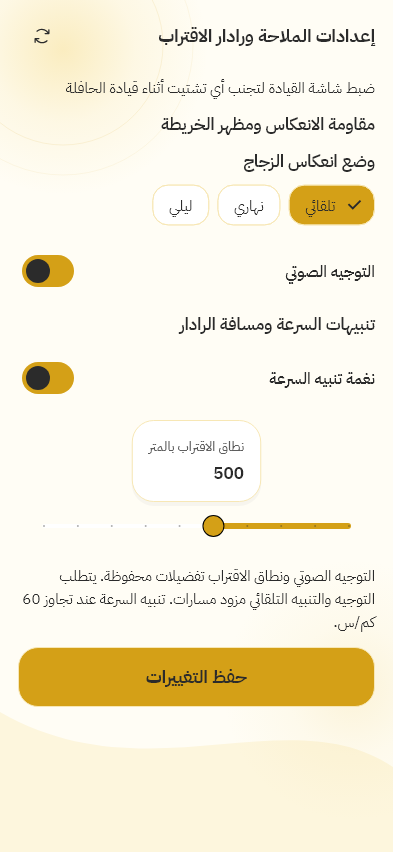 إعدادات الملاحة ورادار الاقتراب
ضبط شاشة القيادة لتجنب أي تشتيت أثناء قيادة الحافلة
مقاومة الانعكاس ومظهر الخريطة
وضع انعكاس الزجاج
تلقائي
نهاري
ليلي
التوجيه الصوتي
تنبيهات السرعة ومسافة الرادار
نغمة تنبيه السرعة
نطاق الاقتراب بالمتر
500
التوجيه الصوتي ونطاق الاقتراب تفضيلات محفوظة. يتطلب
التوجيه والتنبيه التلقائي مزود مسارات. تنبيه السرعة عند تجاوز 60
كم/س.
حفظ التغييرات